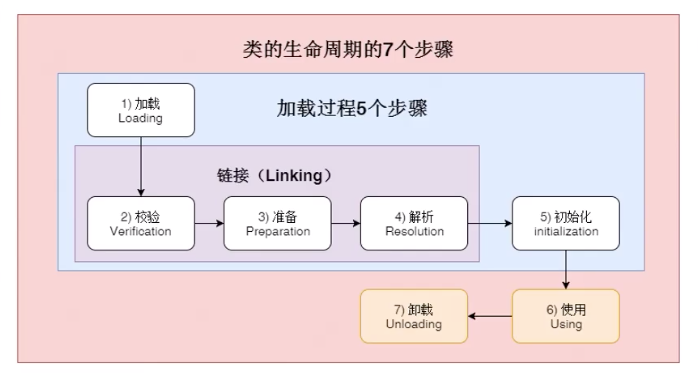 类的生命周期的7个步骤
加载过程5个步骤
1) 加载
Loading
链接（Linking）
2) 校验
Verification
3) 准备
Preparation
4) 解析
Resolution
5) 初始化
initialization
6) 使用
Using
7) 卸载
Unloading